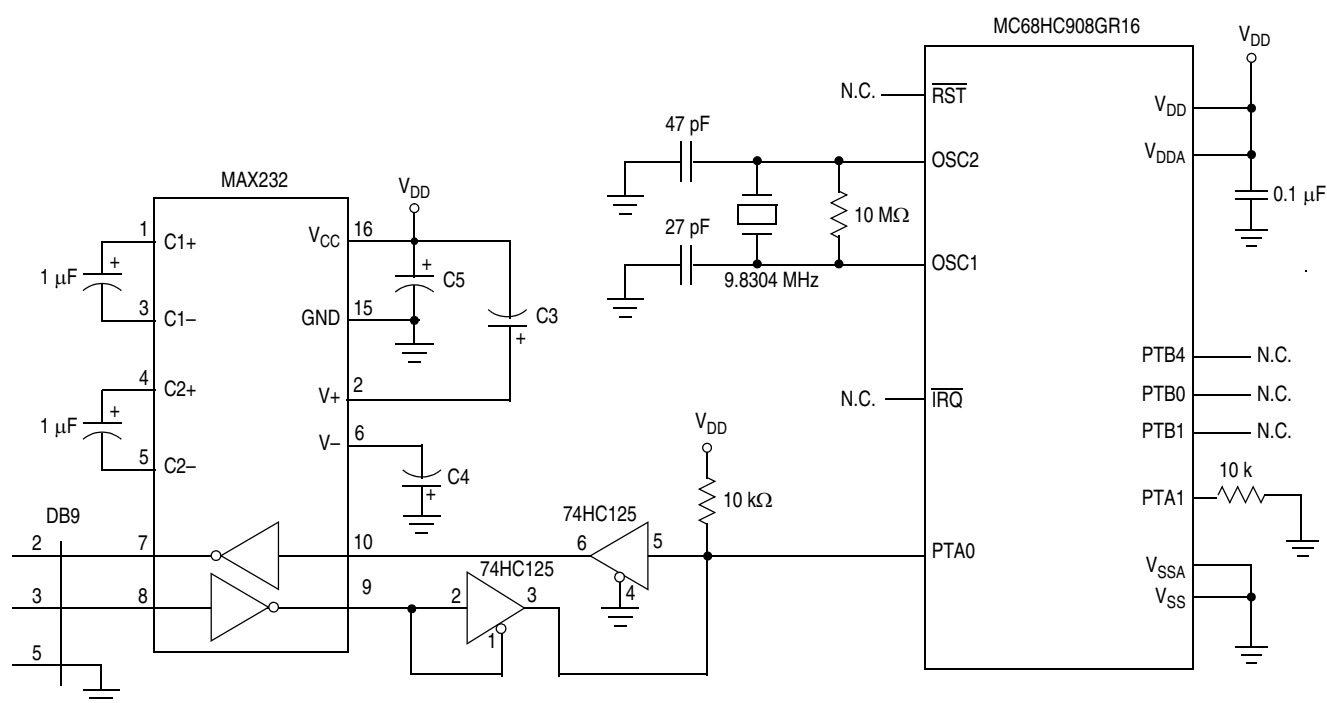 MC68HC908GR16
VDD
N.C.
RST
VDD
47 pF
OSC2
VDDA
MAX232
VDD
10 MΩ
0.1 µF
27 pF
1
C1+
VCC
16
+
+
1 µF
C5
OSC1
9.8304 MHz
3
C1–
GND
15
C3
+
4
C2+
V+
2
PTB4
N.C.
N.C.
IRQ
PTB0
N.C.
+
1 µF
V–
6
VDD
PTB1
N.C.
5
C2–
C4
+
10 k
PTA1
10 kΩ
DB9
74HC125
2
7
10
6
5
PTA0
4
74HC125
VSSA
3
8
9
2
3
VSS
1
5